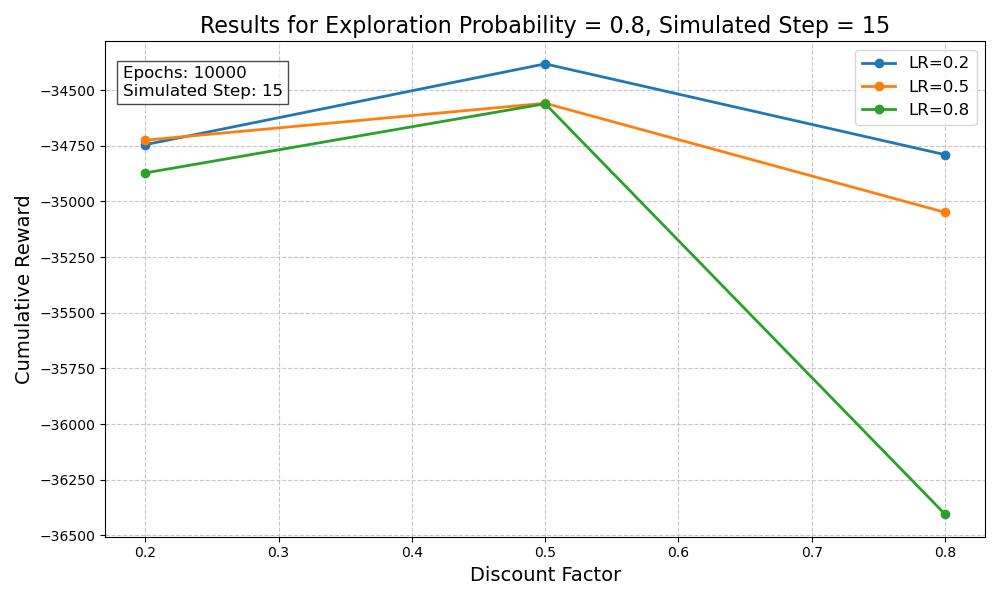 Results for Exploration Probability = 0.8, Simulated Step = 15
Epochs: 10000
Simulated Step: 15
LR=0.2
LR=0.5
LR=0.8
Cumulative Reward
−34500
−34750
−35000
−35250
−35500
−35750
−36000
−36250
−36500
0.2 0.3 0.4 0.5 0.6 0.7 0.8
Discount Factor